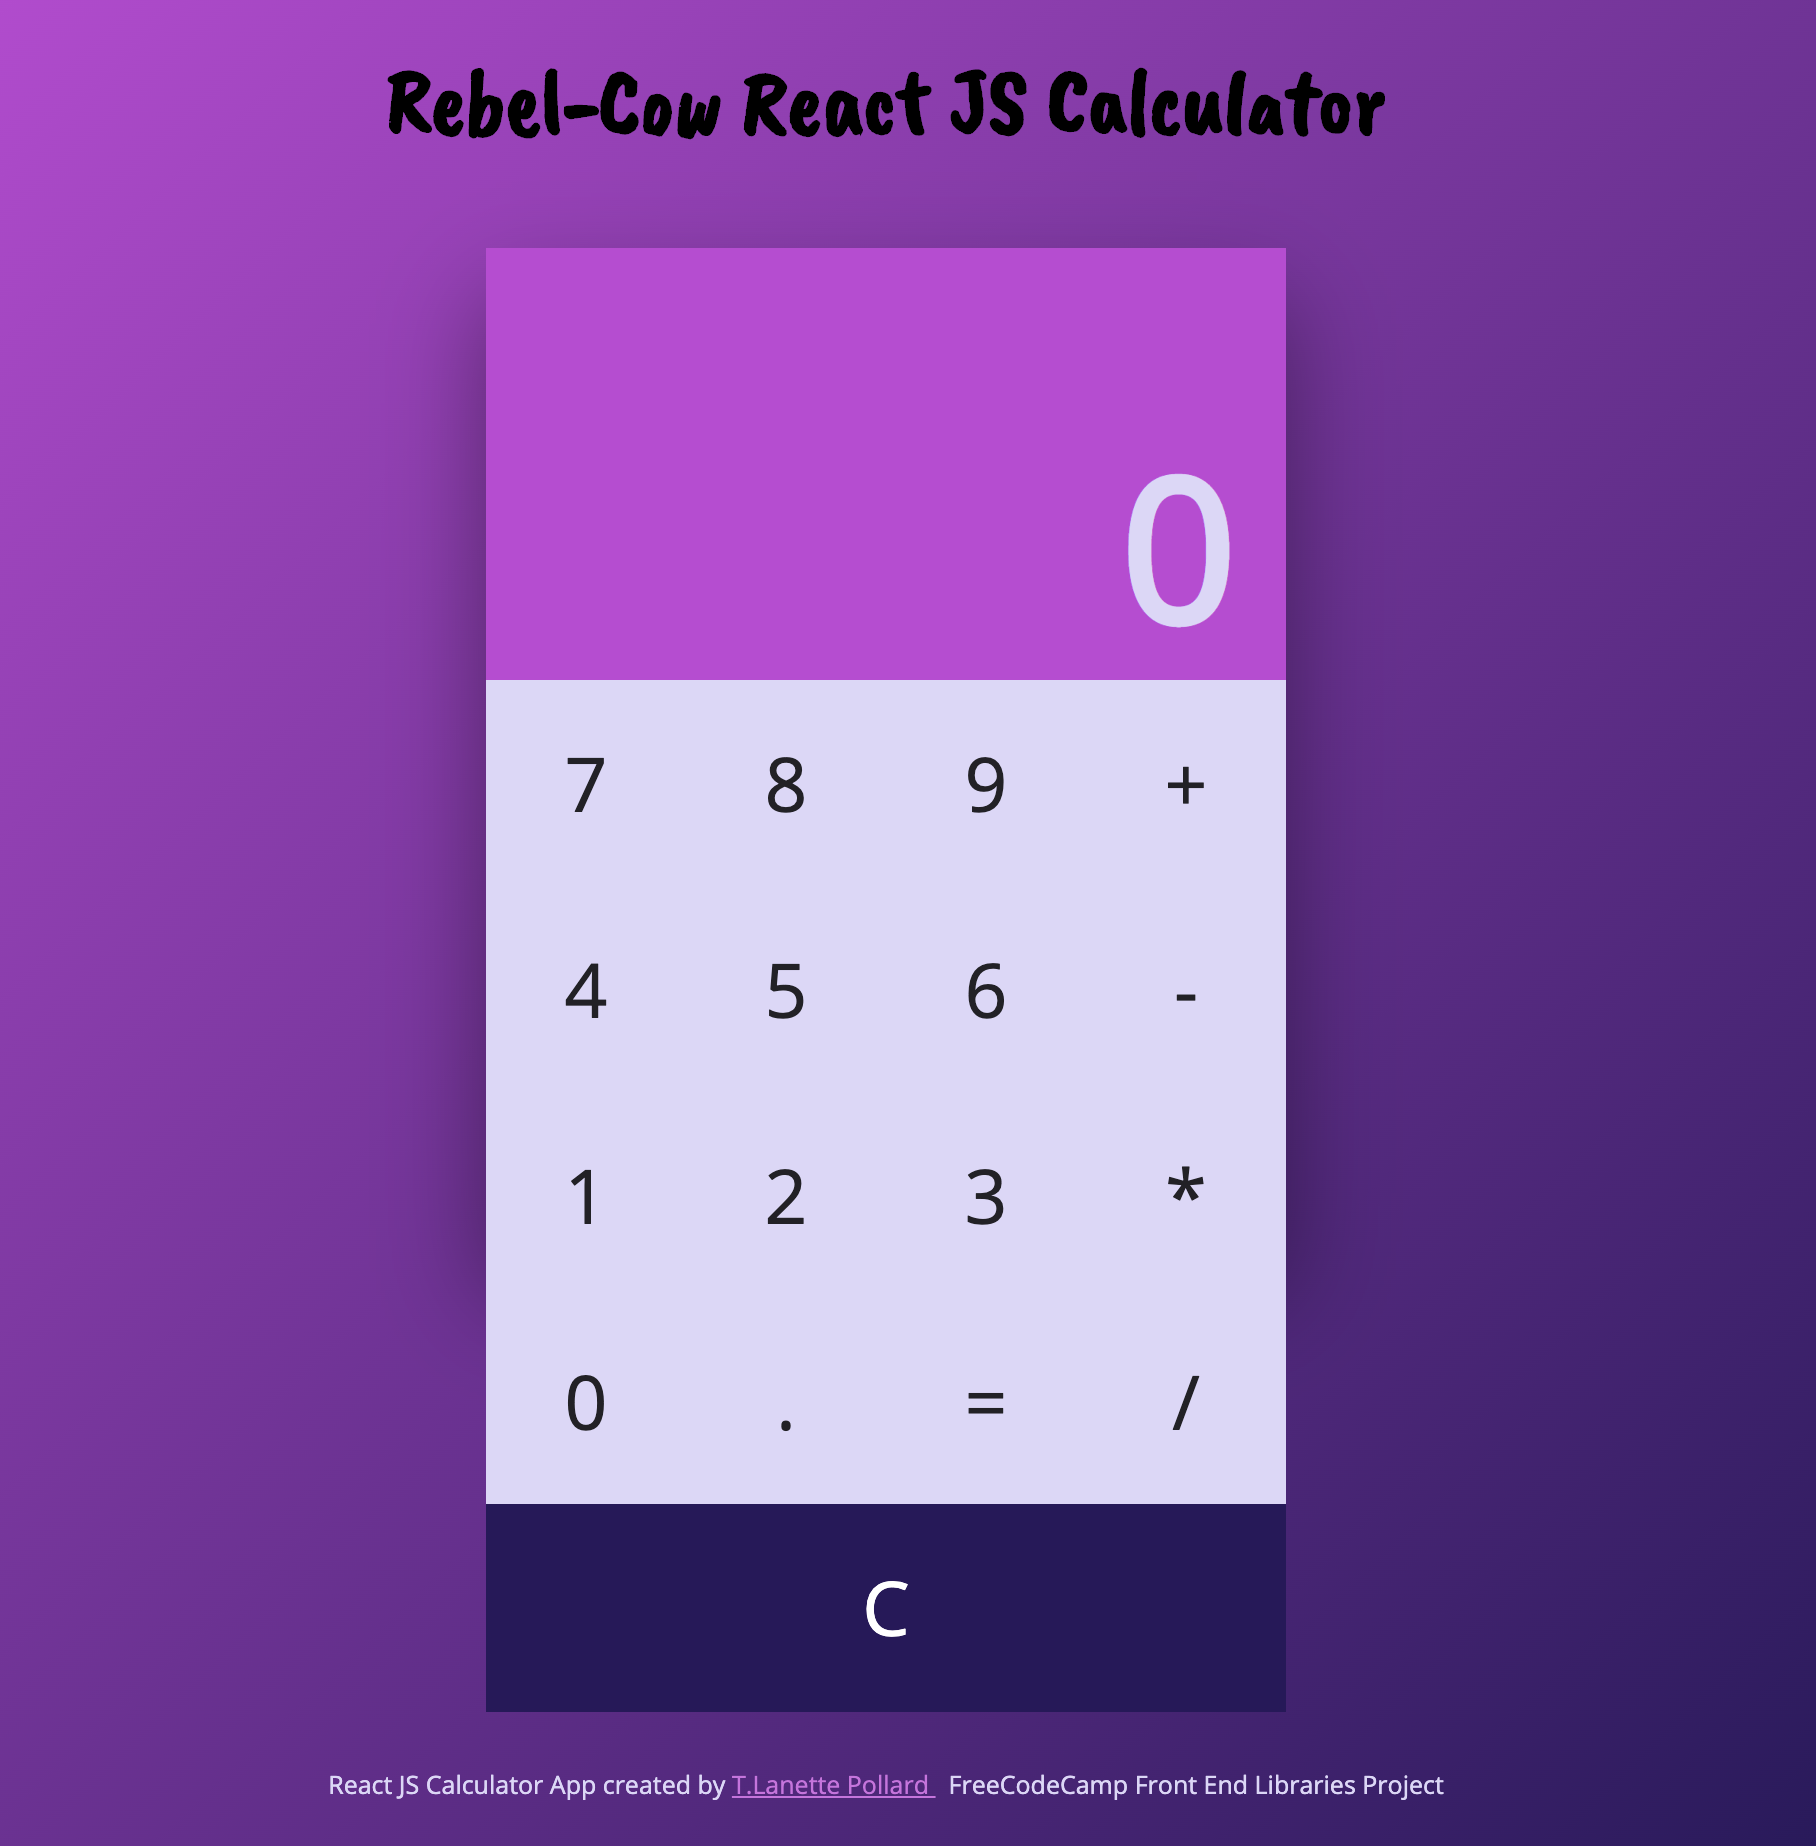 Rebel-Cow React JS Calculator
0
7 8 9 +
4 5 6 -
1 2 3 *
0 . = /
C
React JS Calculator App created by T.Lanette Pollard FreeCodeCamp Front End Libraries Project